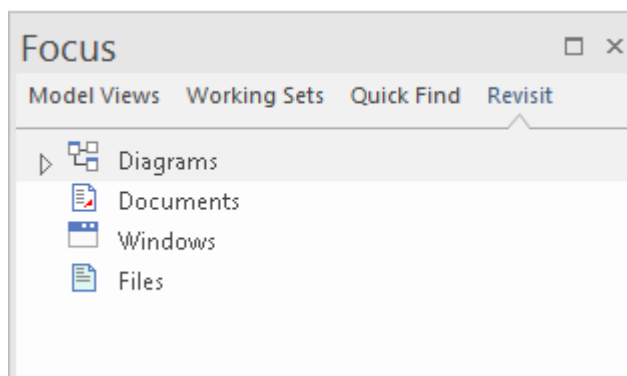 Focus
Model Views Working Sets Quick Find Revisit
Diagrams
Documents
Windows
Files